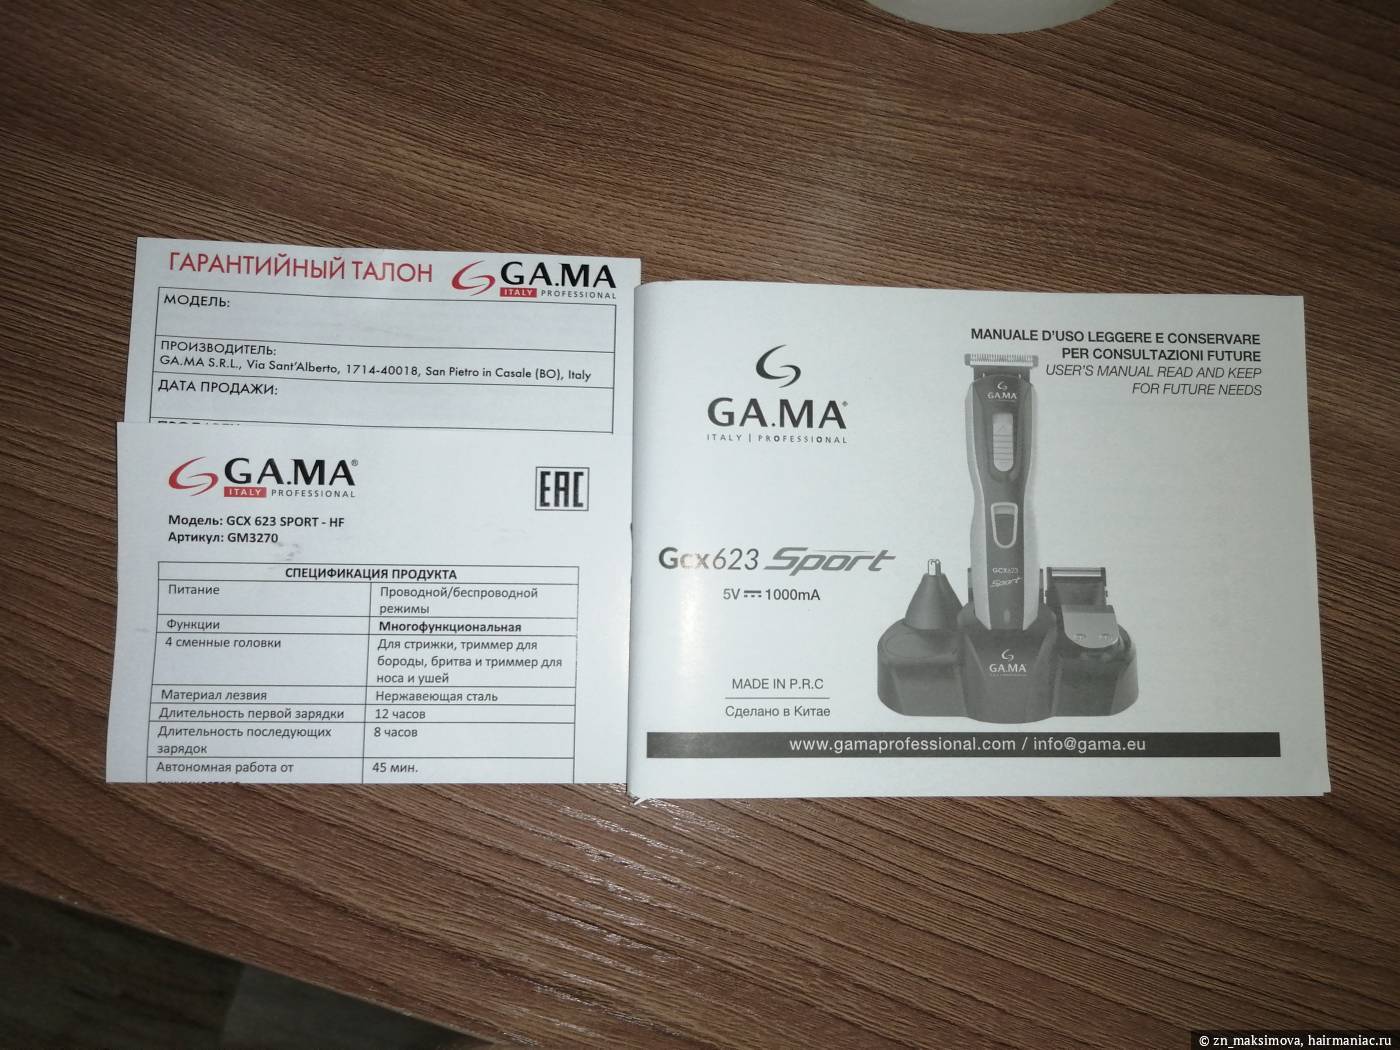 ГАРАНТИЙНЫЙ ТАЛОН
GA.MA
ITALY PROFESSIONAL
МОДЕЛЬ:
ПРОИЗВОДИТЕЛЬ:
GA.MA S.R.L., Via Sant'Alberto, 1714-40018, San Pietro in Casale (BO), Italy
ДАТА ПРОДАЖИ:
GA.MA®
ITALY PROFESSIONAL
EAC
Модель: GCX 623 SPORT - HF
Артикул: GM3270
СПЕЦИФИКАЦИЯ ПРОДУКТА
Питание
Проводной/беспроводной
режимы
Функции
Многофункциональная
4 сменные головки
Для стрижки, триммер для
бороды, бритва и триммер для
носа и ушей
Материал лезвия
Нержавеющая сталь
Длительность первой зарядки
12 часов
Длительность последующих
зарядок
8 часов
Автономная работа от
45 мин.
MANUALE D'USO LEGGERE E CONSERVARE
PER CONSULTAZIONI FUTURE
USER'S MANUAL READ AND KEEP
FOR FUTURE NEEDS
GA.MA®
ITALY | PROFESSIONAL
Gcx623 Sport
5V 1000mA
GA.MA
GCX623
Sport
GA.MA
MADE IN P.R.C
Сделано в Китае
www.gamaprofessional.com / info@gama.eu
© zn_maksimova, hairmaniac.ru